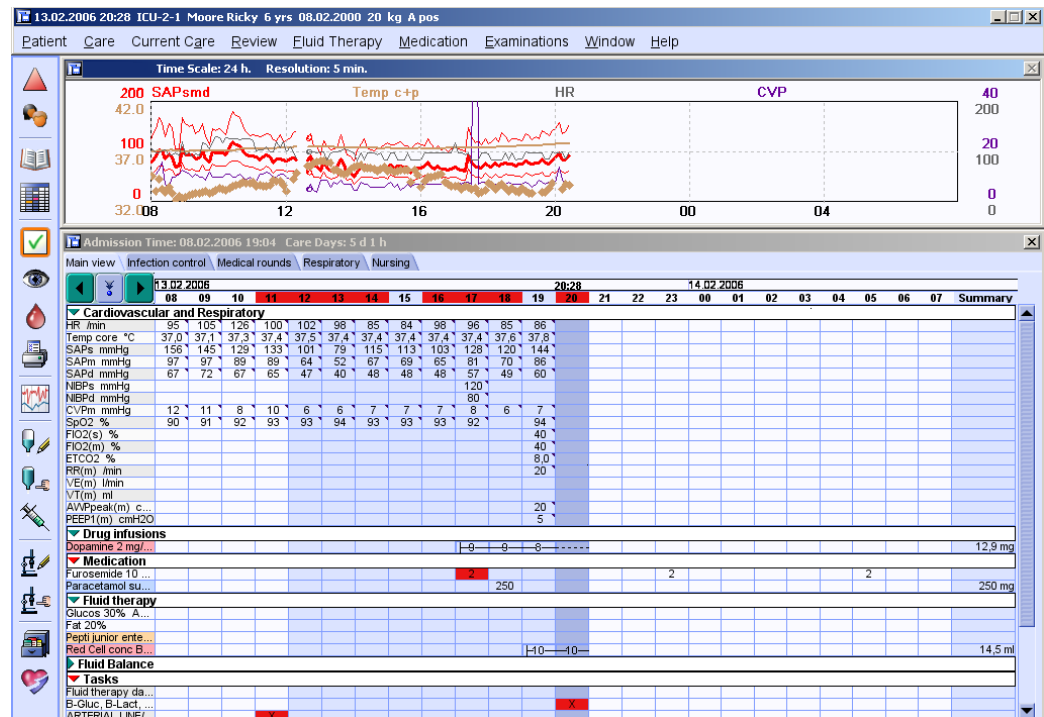 13.02.2006 20:28 ICU-2-1 Moore Ricky 6 yrs 08.02.2000 20 kg A pos
Patient Care Current Care Review Fluid Therapy Medication Examinations Window Help
Time Scale: 24 h. Resolution: 5 min.
200 SAPsmd Temp c+p HR CVP 40
42.0 200
100 20
37.0 100
0 0
32.0 0
08 12 16 20 00 04
Admission Time: 08.02.2006 19:04 Care Days: 5 d 1 h
Main view Infection control Medical rounds Respiratory Nursing
13.02.2006 20:28 14.02.2006
08 09 10 11 12 13 14 15 16 17 18 19 20 21 22 23 00 01 02 03 04 05 06 07 Summary
Cardiovascular and Respiratory
HR /min 95 105 126 100 102 98 85 84 98 96 85 86
Temp core °C 37,0 37,1 37,3 37,4 37,5 37,4 37,4 37,4 37,4 37,4 37,6 37,8
SAPs mmHg 156 145 129 133 101 79 115 113 103 128 120 144
SAPm mmHg 97 97 89 89 64 52 67 69 65 81 70 86
SAPd mmHg 67 72 67 65 47 40 48 48 48 57 49 60
NIBPs mmHg 120
NIBPd mmHg 80
CVPm mmHg 12 11 8 10 6 6 7 7 7 8 6 7
SpO2 % 90 91 92 93 93 94 93 93 93 92 94
FIO2(s) % 40
FIO2(m) % 40
ETCO2 % 8,0
RR(m) /min 20
VE(m) l/min
VT(m) ml
AWPpeak(m) c... 20
PEEP1(m) cmH2O 5
Drug infusions
Dopamine 2 mg/... 9 9 8 12,9 mg
Medication
Furosemide 10 ... 2 2 2
Paracetamol su... 250 250 mg
Fluid therapy
Glucos 30% A...
Fat 20%
Pepti junior ente...
Red Cell conc B... 10 10 14,5 ml
Fluid Balance
Tasks
Fluid therapy da...
B-Gluc, B-Lact, ... X
ARTERIAL LINE/ X